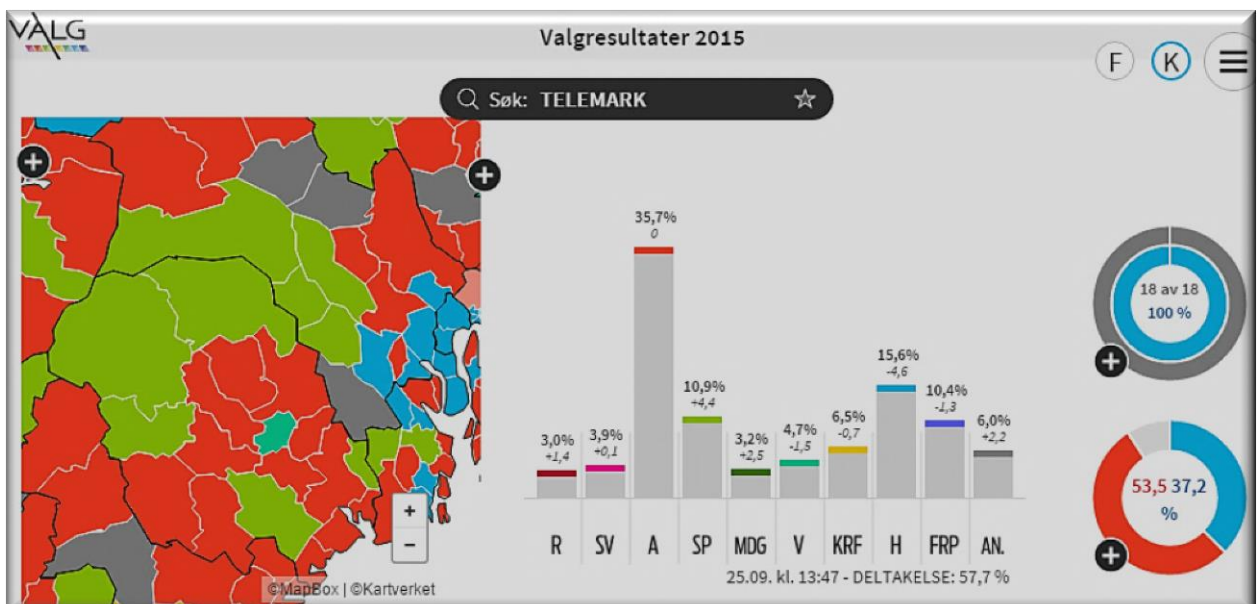 VALG
Valgresultater 2015
F K
Søk: TELEMARK
35,7%
0
15,6%
-4,6
10,9%
+4,4
10,4%
-1,3
6,5%
-0,7
6,0%
+2,2
4,7%
-1,5
3,9%
+0,1
3,2%
+2,5
3,0%
+1,4
R SV A SP MDG V KRF H FRP AN.
25.09. kl. 13:47 - DELTAKELSE: 57,7 %
18 av 18
100 %
53,5 37,2
%
©MapBox | ©Kartverket